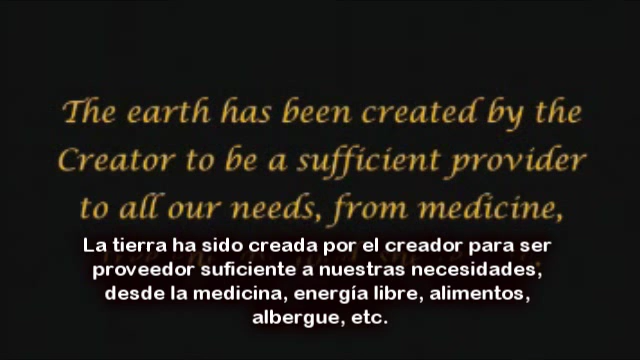 The earth has been created by the
Creator to be a sufficient provider
to all our needs, from medicine,
La tierra ha sido creada por el creador para ser
proveedor suficiente a nuestras necesidades,
desde la medicina, energía libre, alimentos,
albergue, etc.